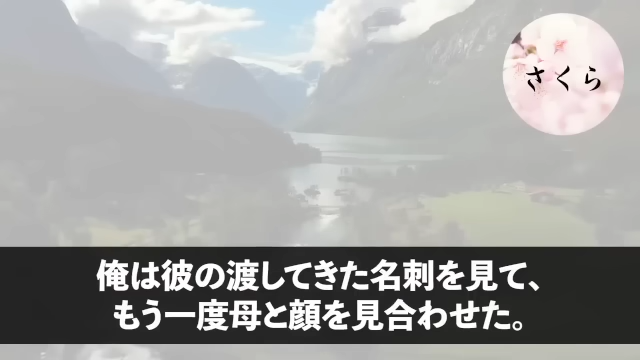 さくら
俺は彼の渡してきた名刺を見て、
もう一度母と顔を見合わせた。